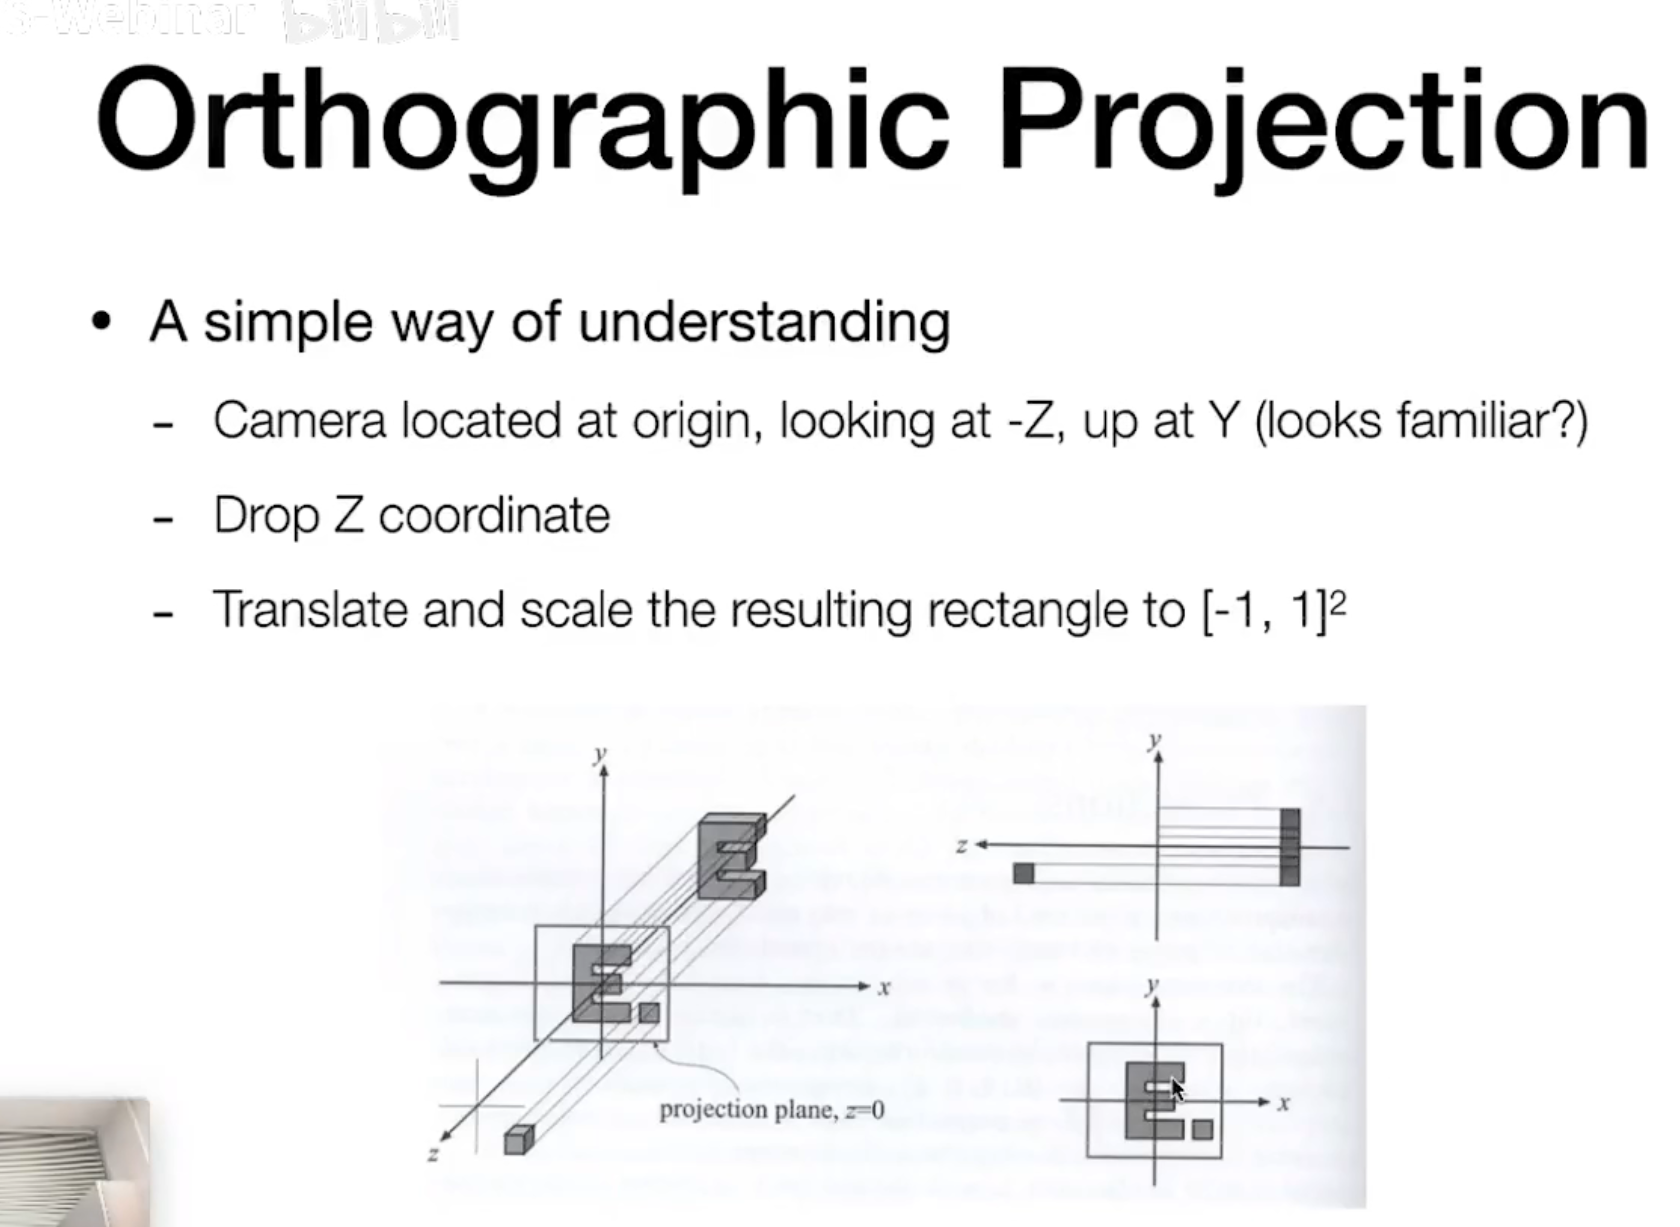 s-Webinar bilibili
Orthographic Projection
• A simple way of understanding
- Camera located at origin, looking at -Z, up at Y (looks familiar?)
- Drop Z coordinate
- Translate and scale the resulting rectangle to [-1, 1]²
y
x
z
projection plane, z=0
y
z
y
x